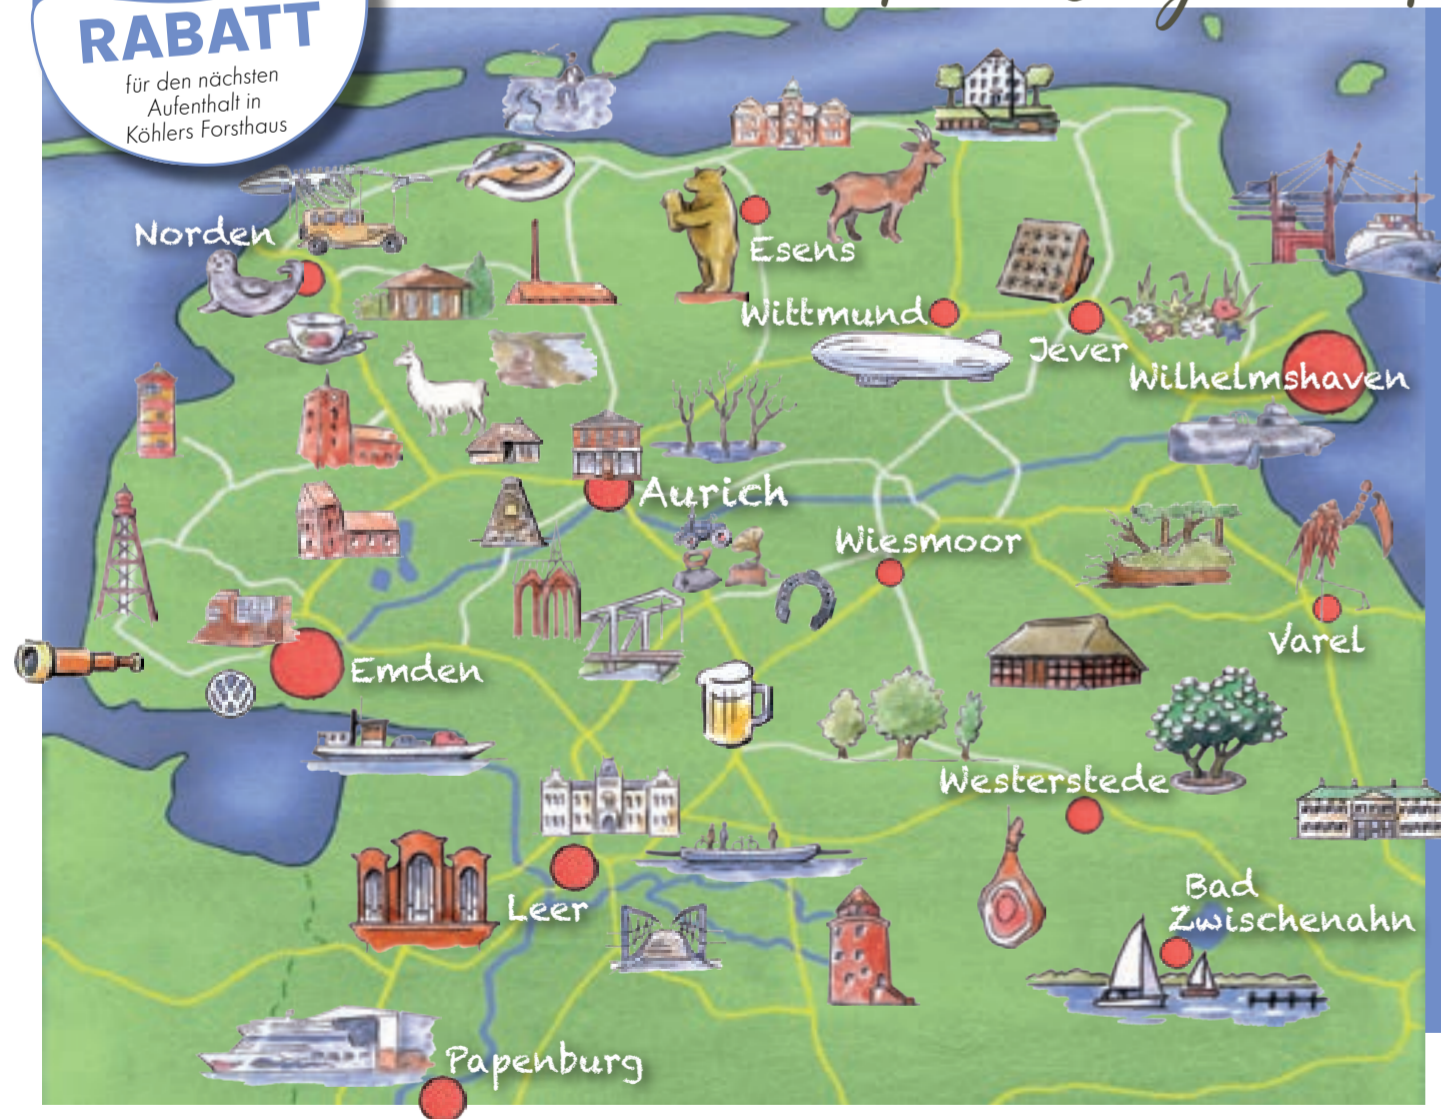 RABATT
für den nächsten
Aufenthalt in
Köhlers Forsthaus
Norden
Esens
Wittmund
Jever
Wilhelmshaven
Aurich
Wiesmoor
Varel
Emden
Westerstede
Leer
Bad
Zwischenahn
Papenburg